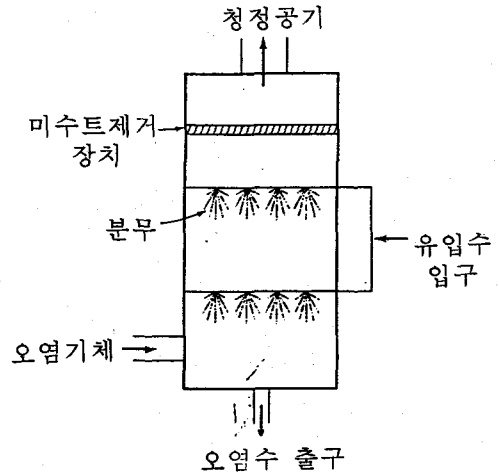 청정공기
미수트제거
장치
분무
유입수
입구
오염기체
오염수 출구